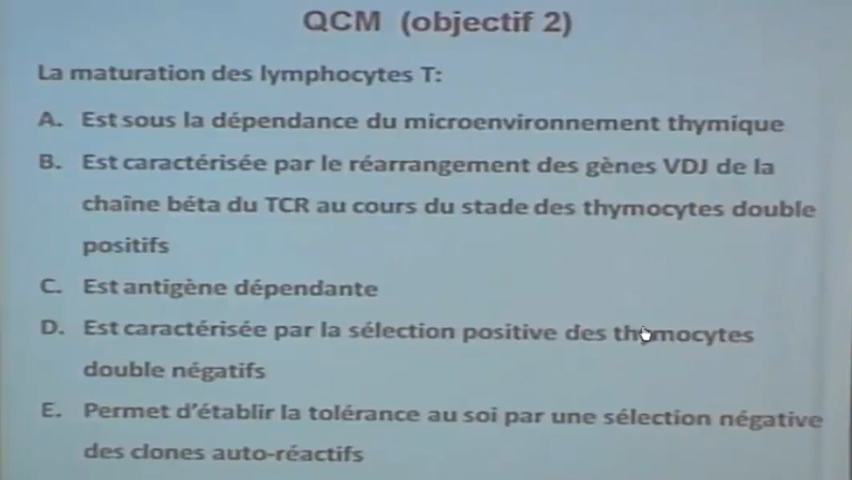 QCM (objectif 2)
La maturation des lymphocytes T:
A. Est sous la dépendance du microenvironnement thymique
B. Est caractérisée par le réarrangement des gènes VDJ de la
chaîne béta du TCR au cours du stade des thymocytes double
positifs
C. Est antigène dépendante
D. Est caractérisée par la sélection positive des thymocytes
double négatifs
E. Permet d'établir la tolérance au soi par une sélection négative
des clones auto-réactifs